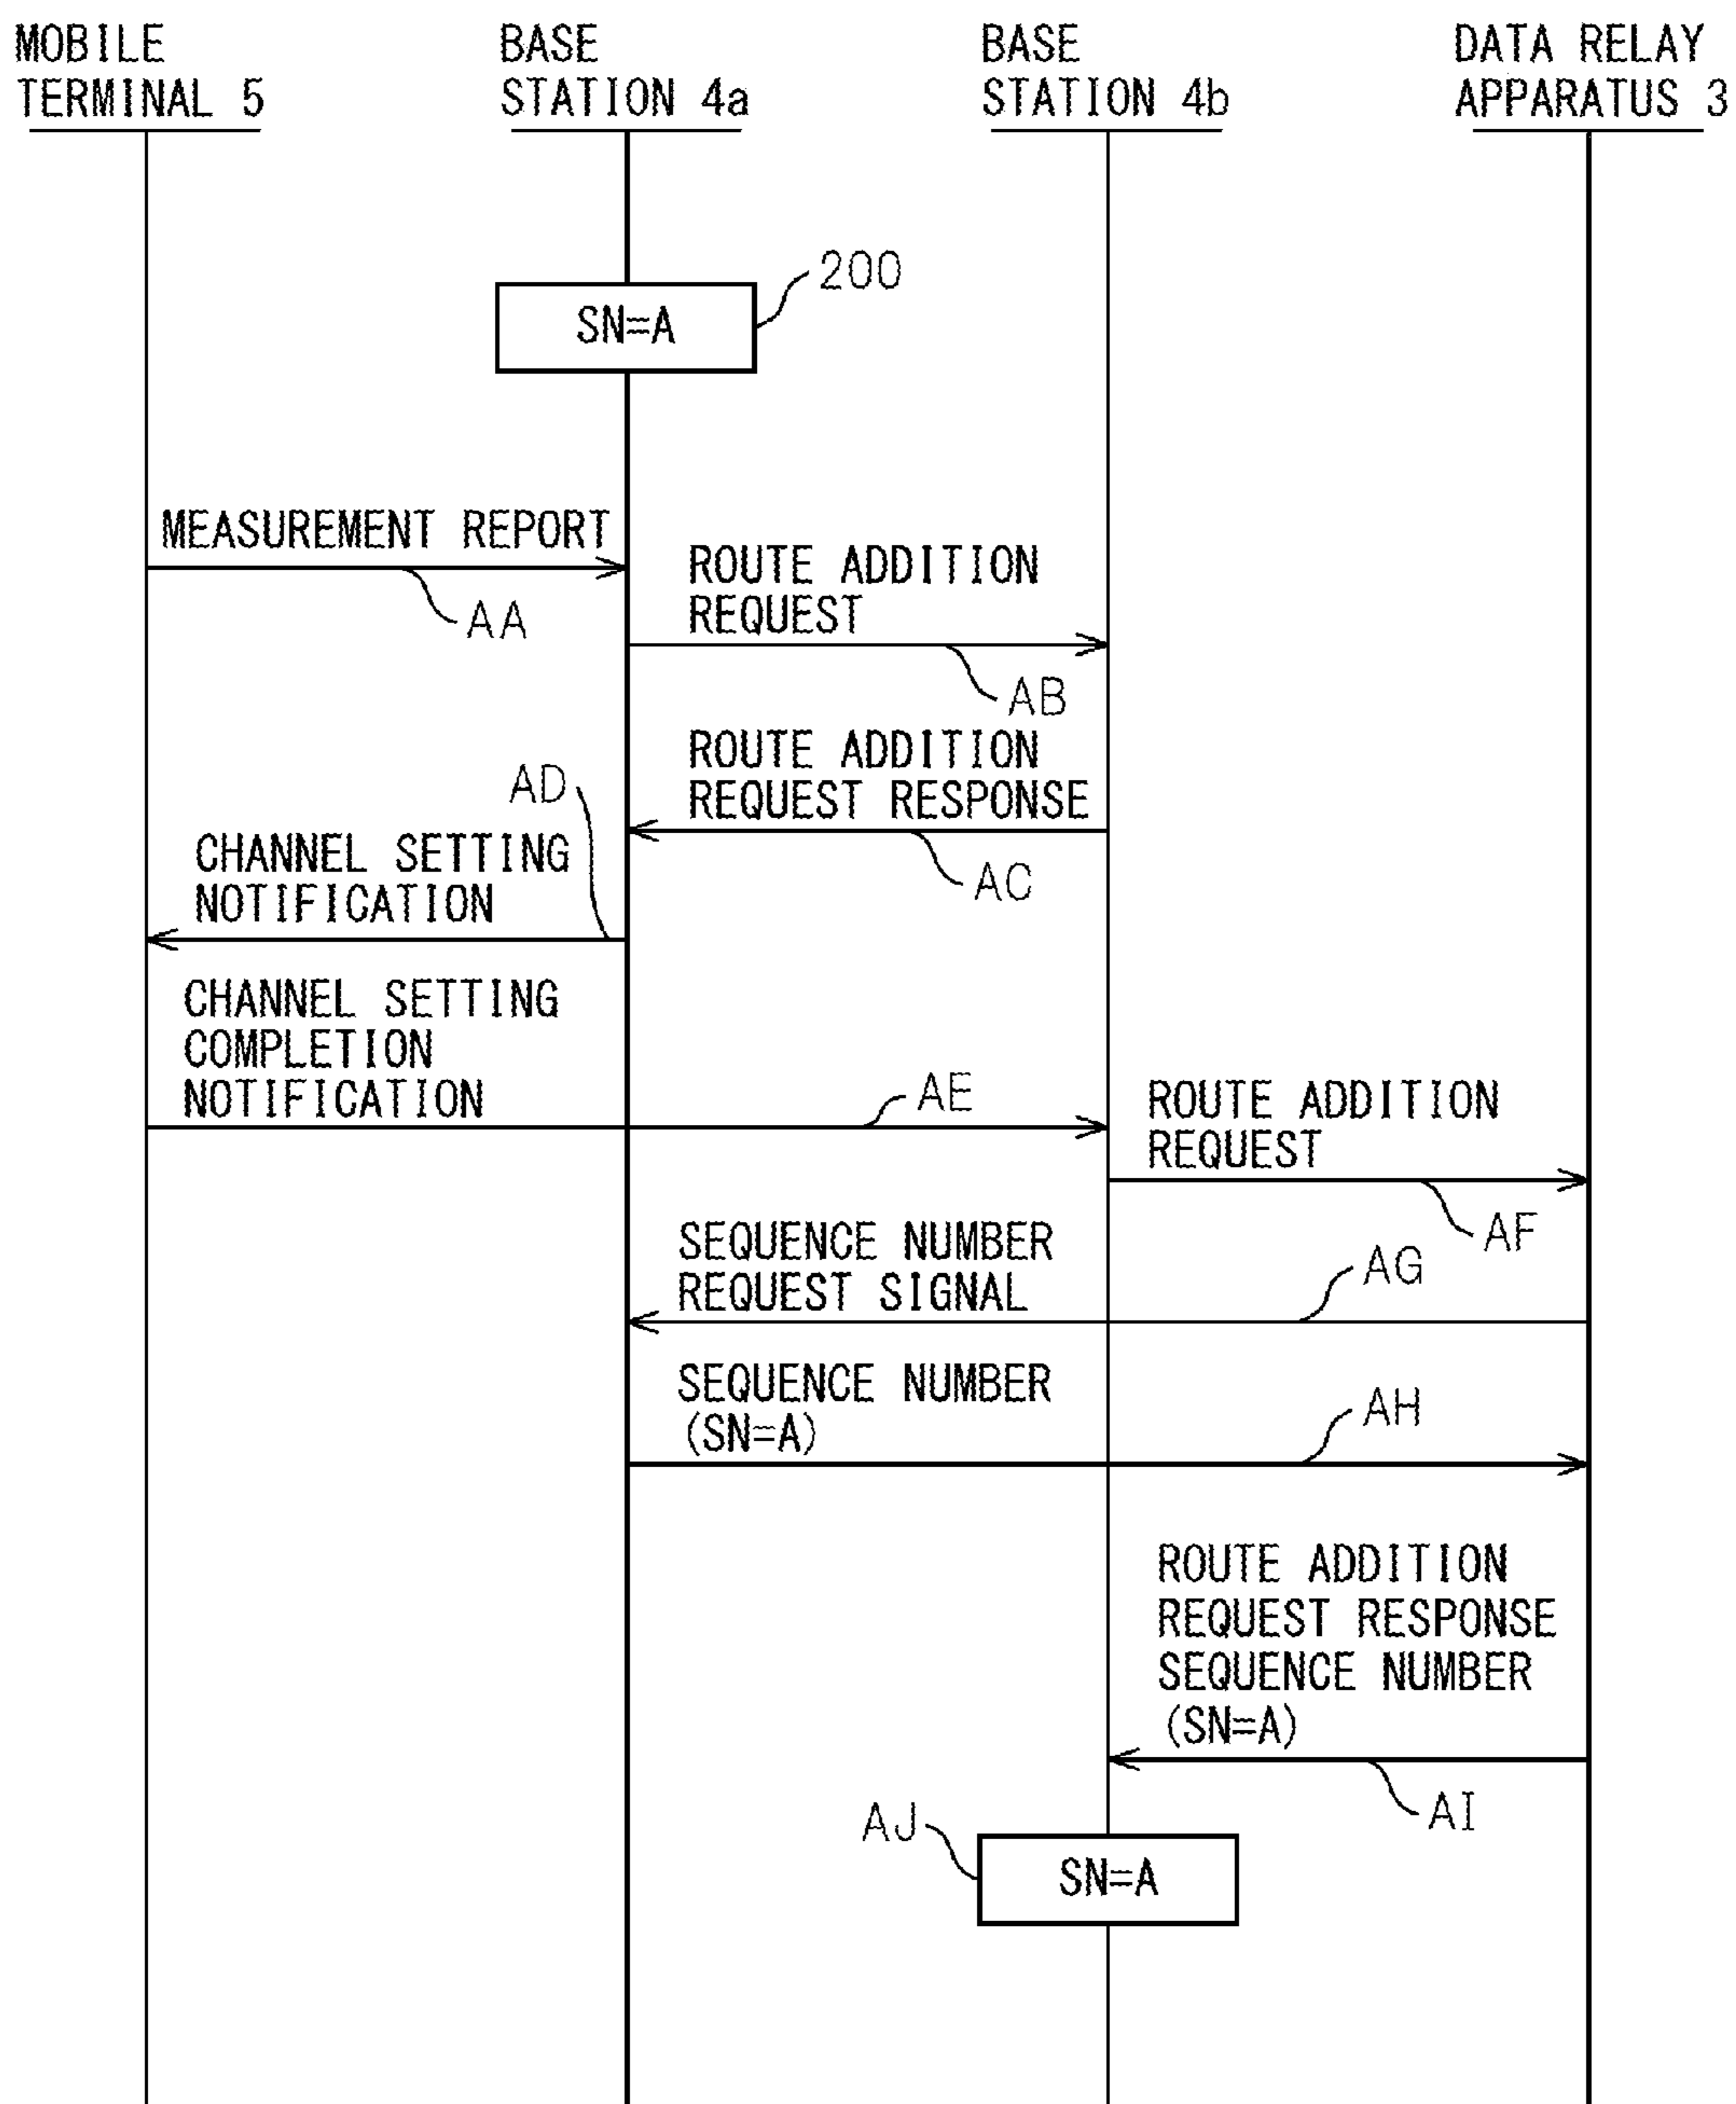 MOBILE
TERMINAL 5
BASE
STATION 4a
BASE
STATION 4b
DATA RELAY
APPARATUS 3
200
SN=A
MEASUREMENT REPORT
AA
ROUTE ADDITION
REQUEST
AB
ROUTE ADDITION
REQUEST RESPONSE
AC
AD
CHANNEL SETTING
NOTIFICATION
CHANNEL SETTING
COMPLETION
NOTIFICATION
AE
ROUTE ADDITION
REQUEST
AF
SEQUENCE NUMBER
REQUEST SIGNAL
AG
SEQUENCE NUMBER
(SN=A)
AH
ROUTE ADDITION
REQUEST RESPONSE
SEQUENCE NUMBER
(SN=A)
AI
AJ
SN=A